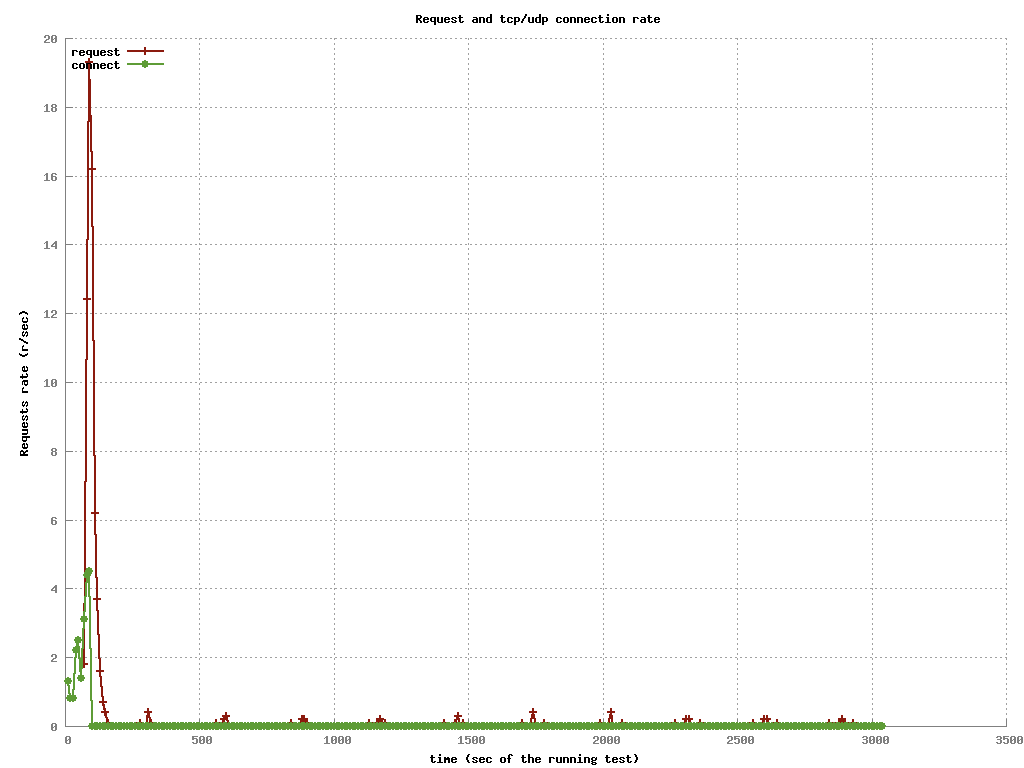 Request and tcp/udp connection rate
20
18
16
14
12
10
8
6
4
2
0
Requests rate (r/sec)
request
connect
0 500 1000 1500 2000 2500 3000 3500
time (sec of the running test)